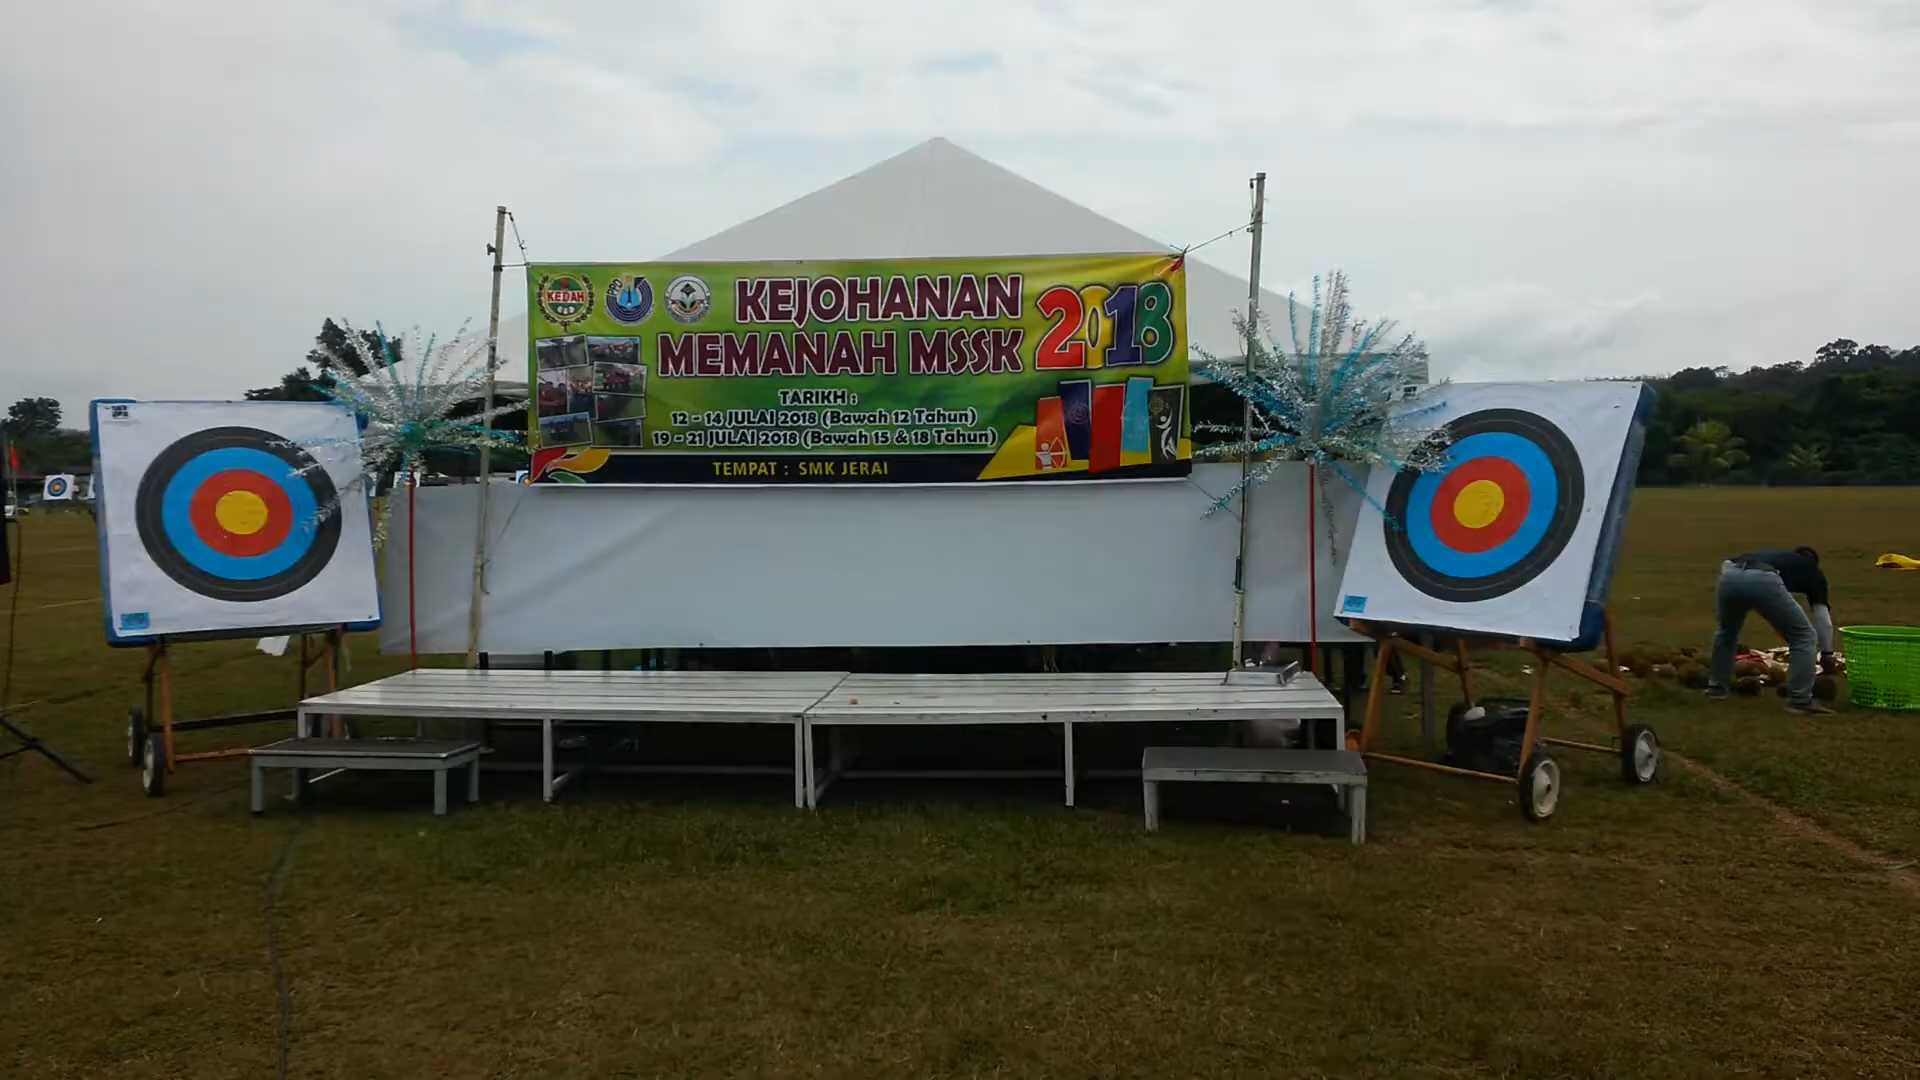 KEDAH
PPD
KEJOHANAN
MEMANAH MSSK 2018
TARIKH :
12 - 14 JULAI 2018 (Bawah 12 Tahun)
19 - 21 JULAI 2018 (Bawah 15 & 18 Tahun)
TEMPAT : SMK JERAI